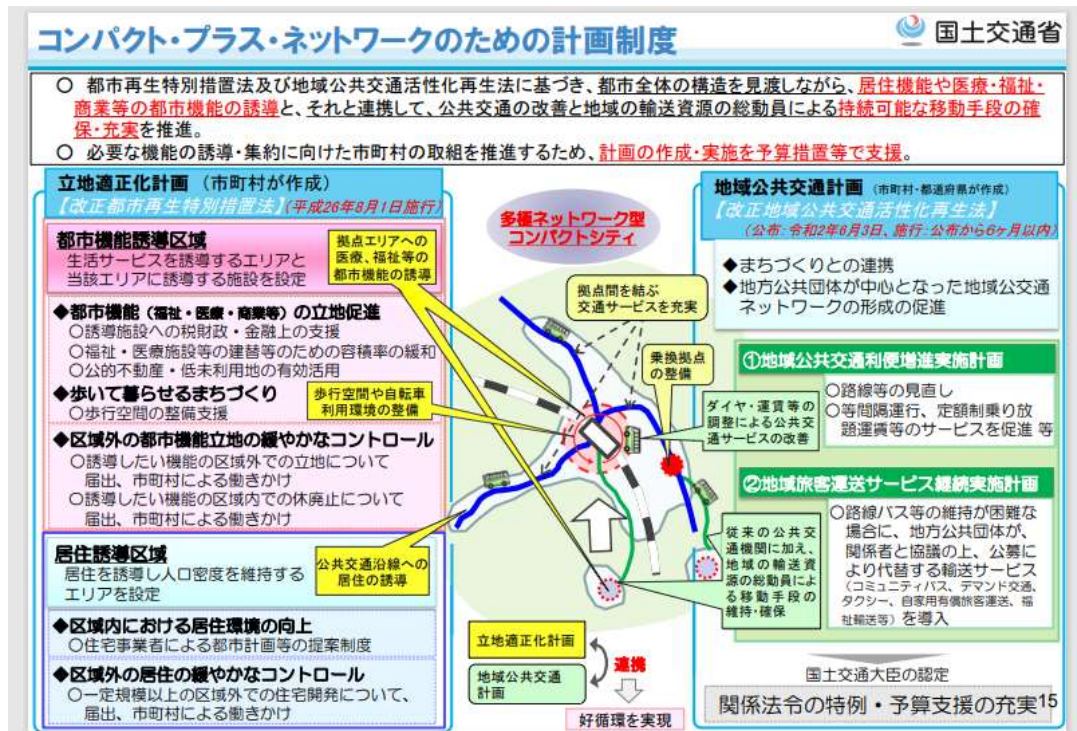 コンパクト・プラス・ネットワークのための計画制度
国土交通省
○ 都市再生特別措置法及び地域公共交通活性化再生法に基づき、都市全体の構造を見渡しながら、居住機能や医療・福祉・
商業等の都市機能の誘導と、それと連携して、公共交通の改善と地域の輸送資源の総動員による持続可能な移動手段の確
保・充実を推進。
○ 必要な機能の誘導・集約に向けた市町村の取組を推進するため、計画の作成・実施を予算措置等で支援。
立地適正化計画 (市町村が作成)
【改正都市再生特別措置法】(平成26年8月1日施行)
都市機能誘導区域
生活サービスを誘導するエリアと
当該エリアに誘導する施設を設定
◆都市機能(福祉・医療・商業等)の立地促進
○誘導施設への税財政・金融上の支援
○福祉・医療施設等の建替等のための容積率の緩和
○公的不動産・低未利用地の有効活用
◆歩いて暮らせるまちづくり
○歩行空間の整備支援
◆区域外の都市機能立地の緩やかなコントロール
○誘導したい機能の区域外での立地について
届出、市町村による働きかけ
○誘導したい機能の区域内での休廃止について
届出、市町村による働きかけ
居住誘導区域
居住を誘導し人口密度を維持する
エリアを設定
◆区域内における居住環境の向上
○住宅事業者による都市計画等の提案制度
◆区域外の居住の緩やかなコントロール
○一定規模以上の区域外での住宅開発について、
届出、市町村による働きかけ
多極ネットワーク型
コンパクトシティ
拠点エリアへの
医療、福祉等の
都市機能の誘導
拠点間を結ぶ
交通サービスを充実
乗換拠点
の整備
歩行空間や自転車
利用環境の整備
ダイヤ・運賃等の
調整による公共交
通サービスの改善
公共交通沿線への
居住の誘導
従来の公共交
通機関に加え、
地域の輸送資
源の総動員によ
る移動手段の
維持・確保
立地適正化計画
連携
地域公共交通
計画
好循環を実現
地域公共交通計画 (市町村・都道府県が作成)
【改正地域公共交通活性化再生法】
(公布:令和2年6月3日、施行:公布から6ヶ月以内)
◆まちづくりとの連携
◆地方公共団体が中心となった地域公交通
ネットワークの形成の促進
①地域公共交通利便増進実施計画
○路線等の見直し
○等間隔運行、定額制乗り放
題運賃等のサービスを促進 等
②地域旅客運送サービス継続実施計画
○路線バス等の維持が困難な
場合に、地方公共団体が、
関係者と協議の上、公募に
より代替する輸送サービス
(コミュニティバス、デマンド交通、
タクシー、自家用有償旅客運送、福
祉輸送等)を導入
国土交通大臣の認定
関係法令の特例・予算支援の充実
15